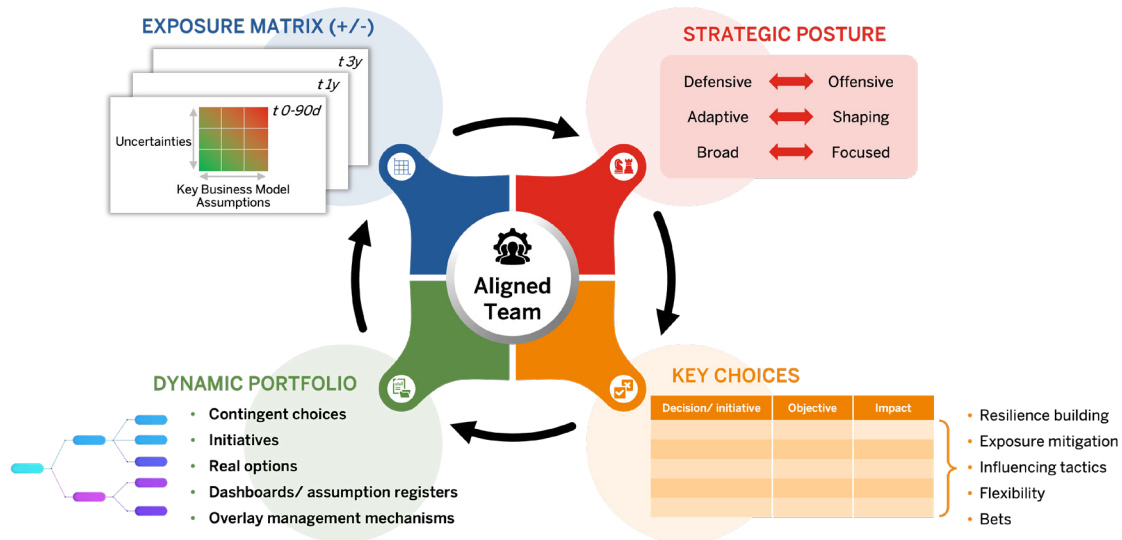 EXPOSURE MATRIX (+/-)
t 3y
t 1y
t 0-90d
Uncertainties
Key Business Model
Assumptions
STRATEGIC POSTURE
Defensive
Offensive
Adaptive
Shaping
Broad
Focused
Aligned
Team
DYNAMIC PORTFOLIO
• Contingent choices
• Initiatives
• Real options
• Dashboards/ assumption registers
• Overlay management mechanisms
KEY CHOICES
Decision/ initiative
Objective
Impact
• Resilience building
• Exposure mitigation
• Influencing tactics
• Flexibility
• Bets